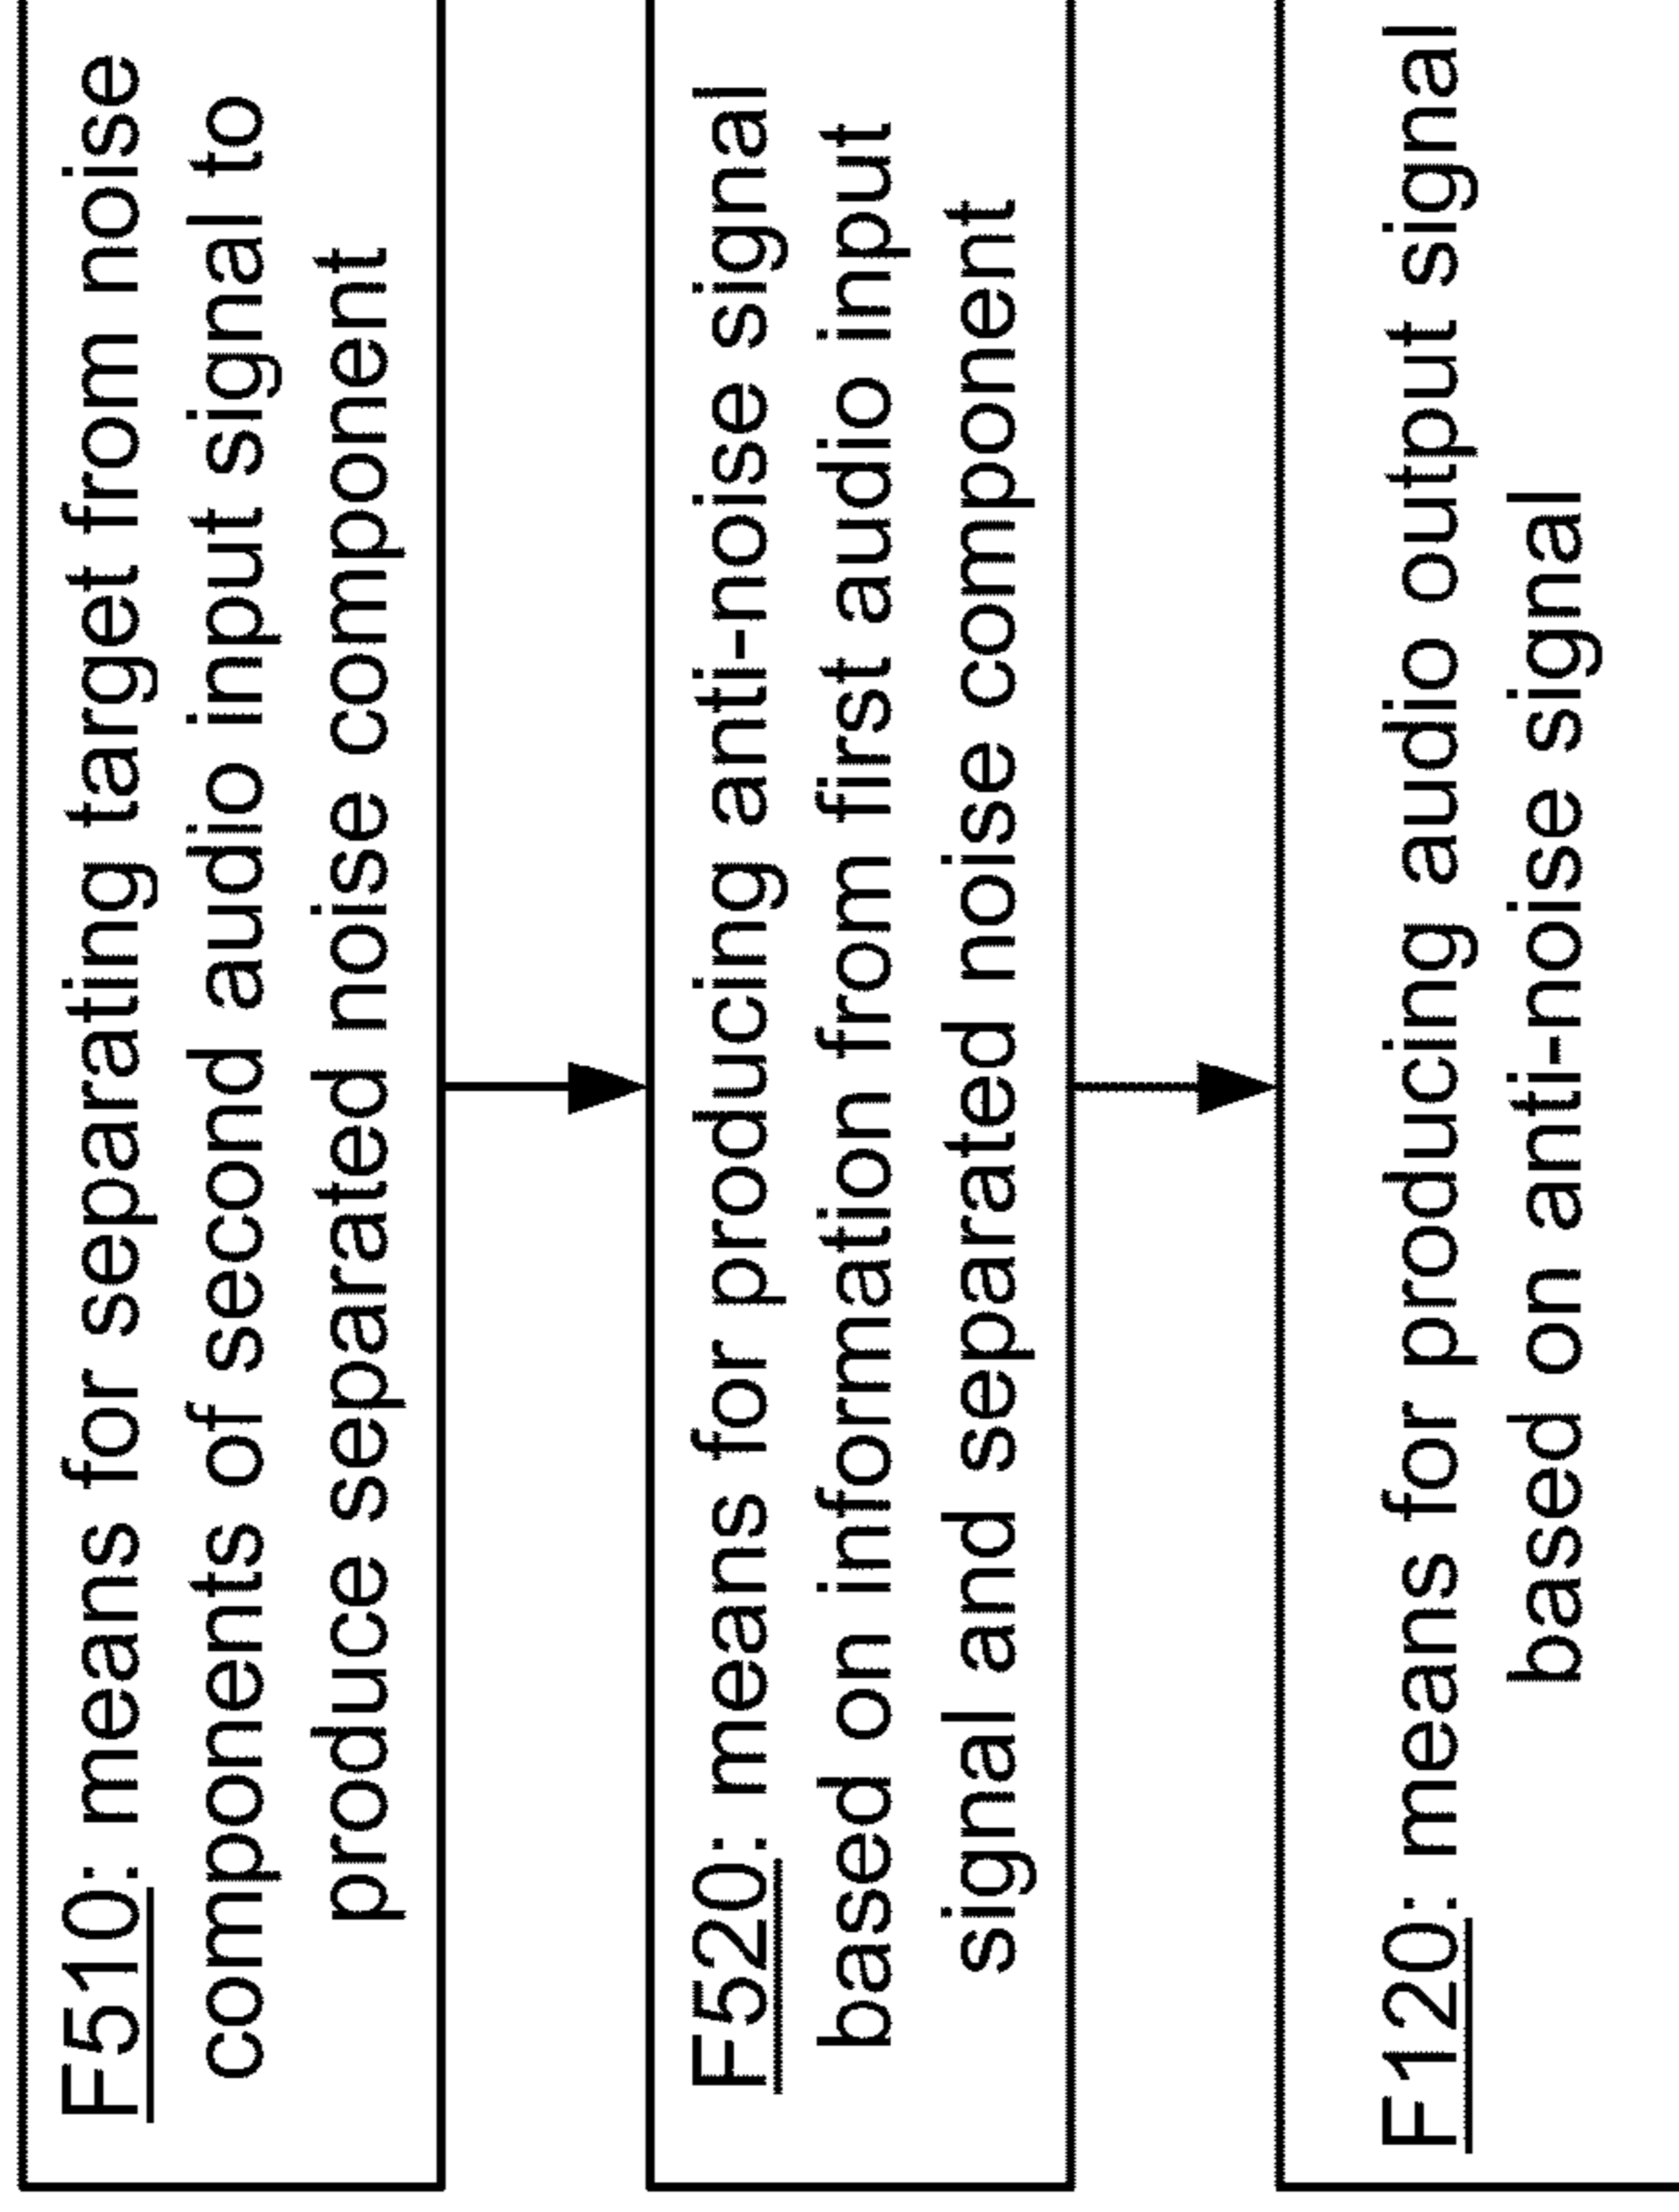 F510: means for separating target from noise
components of second audio input signal to
produce separated noise component
F520: means for producing anti-noise signal
based on information from first audio input
signal and separated noise component
F120: means for producing audio output signal
based on anti-noise signal